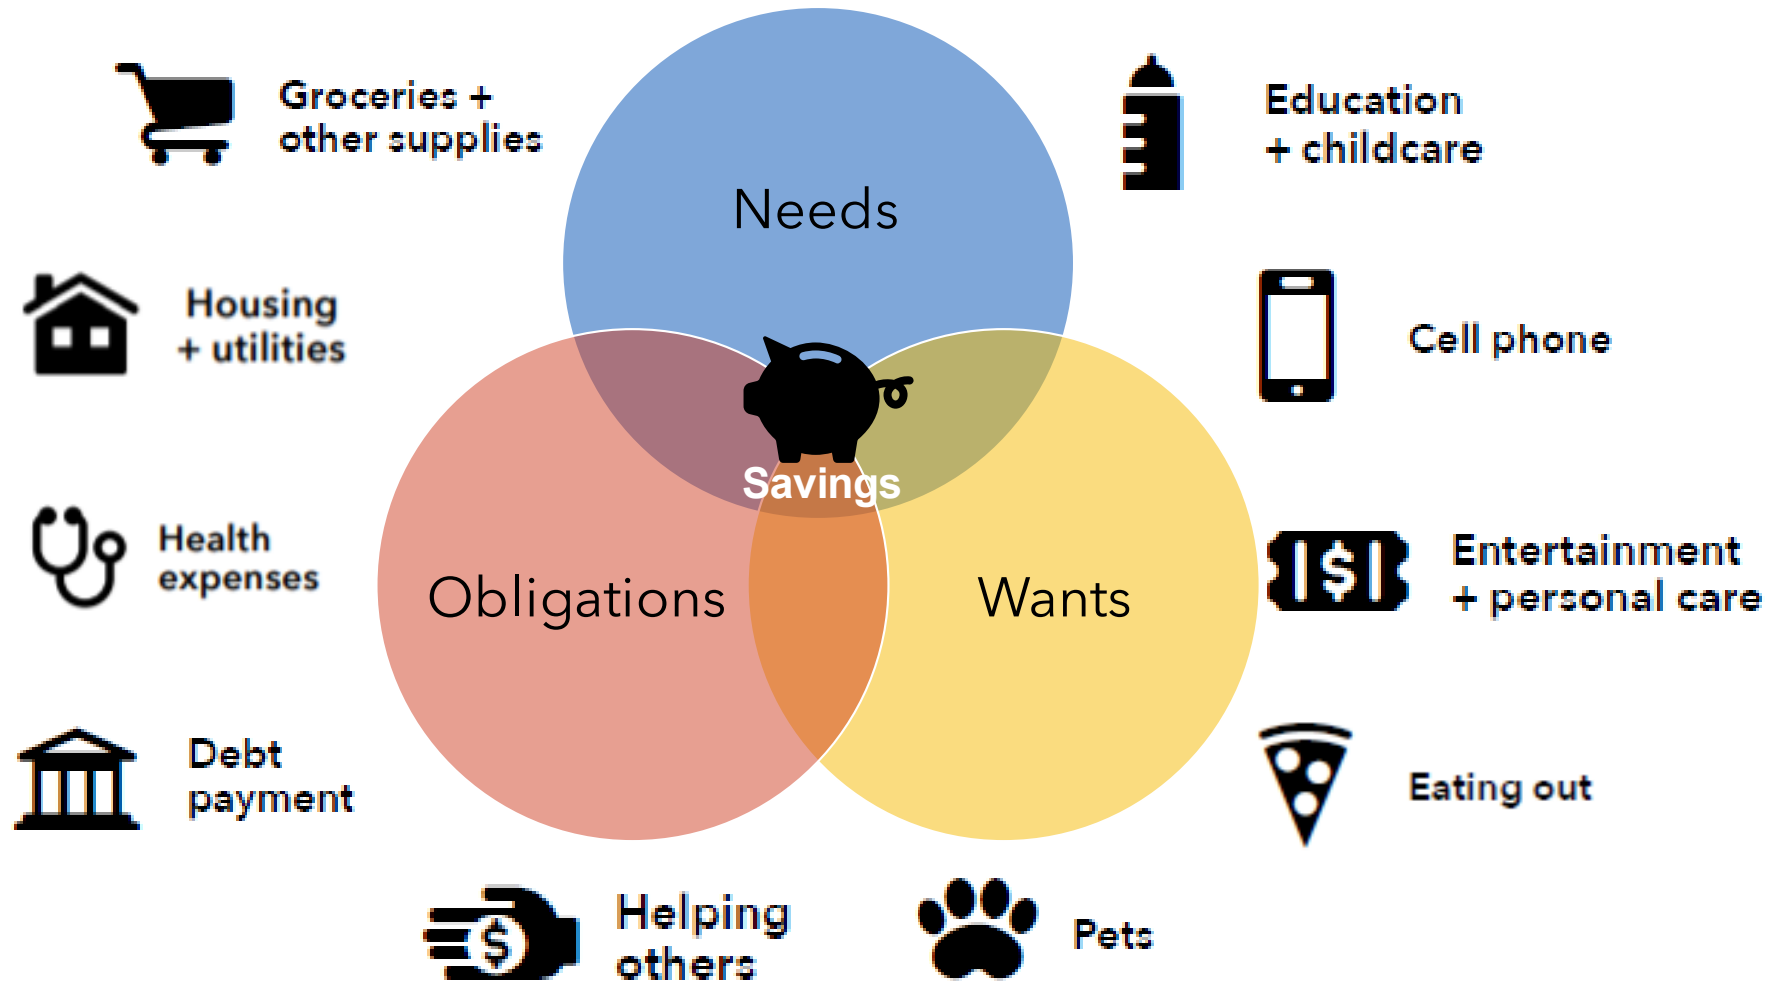 Groceries +
other supplies
Education
+ childcare
Needs
Housing
+ utilities
Cell phone
Savings
Health
expenses
Obligations
Wants
$
Entertainment
+ personal care
Debt
payment
Eating out
$
Helping
others
Pets